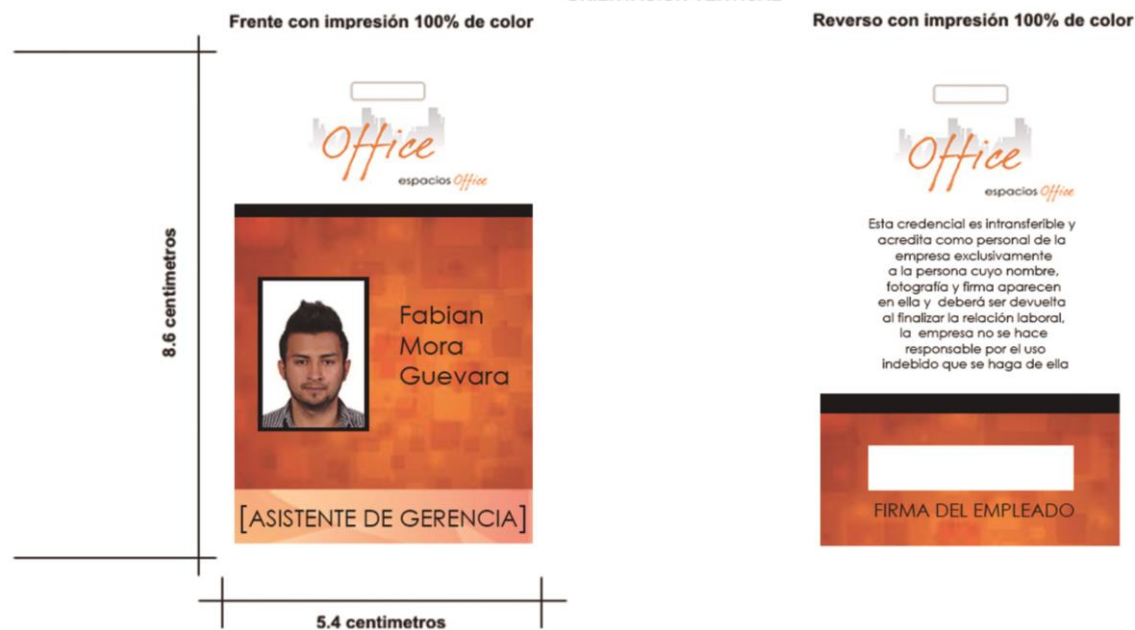 Frente con impresión 100% de color
8.6 centimetros
Office
espacios Office
Fabian
Mora
Guevara
[ASISTENTE DE GERENCIA]
5.4 centimetros
Reverso con impresión 100% de color
Office
espacios Office
Esta credencial es intransferible y
acredita como personal de la
empresa exclusivamente
a la persona cuyo nombre,
fotografía y firma aparecen
en ella y deberá ser devuelta
al finalizar la relación laboral,
la empresa no se hace
responsable por el uso
indebido que se haga de ella
FIRMA DEL EMPLEADO